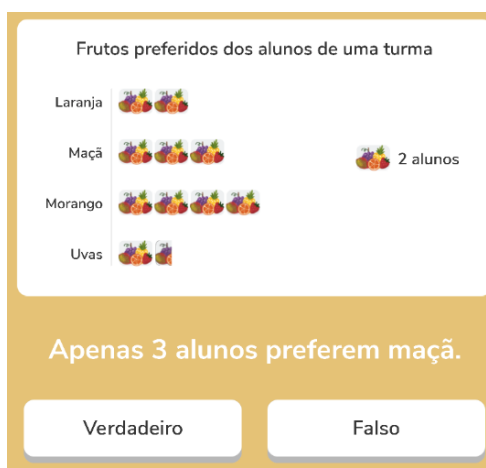 Frutos preferidos dos alunos de uma turma
Laranja
Maçã
2 alunos
Morango
Uvas
Apenas 3 alunos preferem maçã.
Verdadeiro
Falso